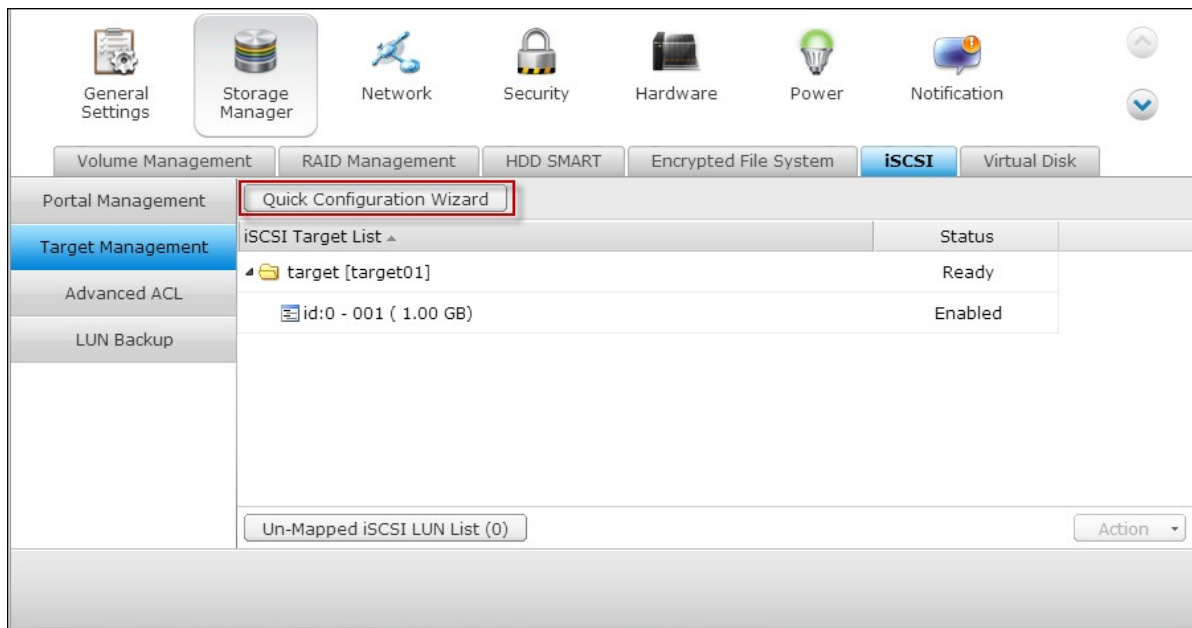 General Settings
Storage Manager
Network
Security
Hardware
Power
Notification
Volume Management
RAID Management
HDD SMART
Encrypted File System
iSCSI
Virtual Disk
Portal Management
Quick Configuration Wizard
Target Management
iSCSI Target List
Status
target [target01]
Ready
Advanced ACL
id:0 - 001 ( 1.00 GB)
Enabled
LUN Backup
Un-Mapped iSCSI LUN List (0)
Action